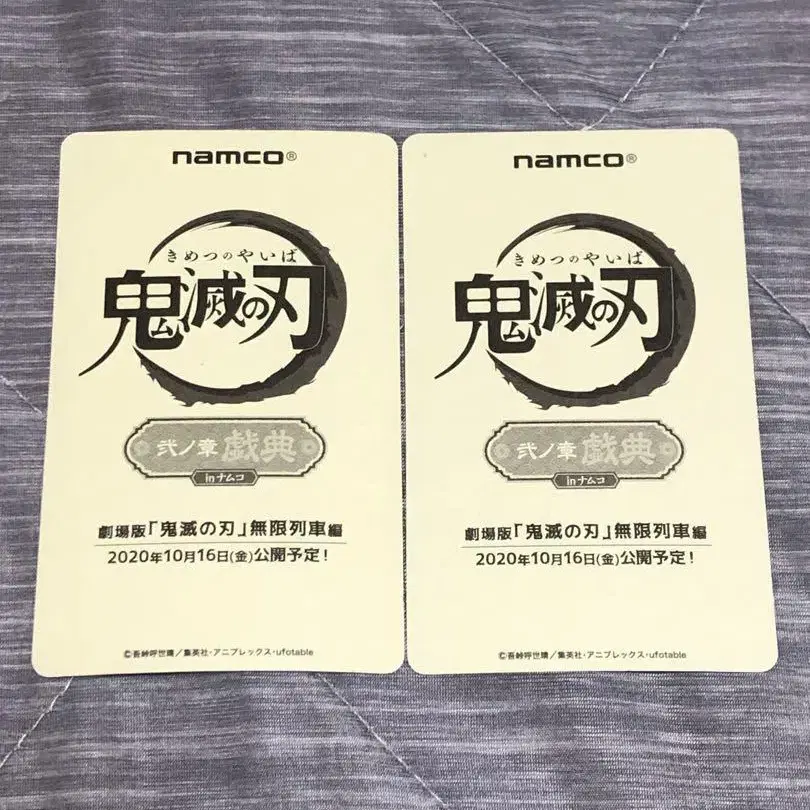 namco®
きめつのやいば
鬼滅の刃
弐ノ章 戯典
in ナムコ
劇場版「鬼滅の刃」無限列車編
2020年10月16日(金)公開予定!
©吾峠呼世晴/集英社・アニプレックス・ufotable
namco®
きめつのやいば
鬼滅の刃
弐ノ章 戯典
in ナムコ
劇場版「鬼滅の刃」無限列車編
2020年10月16日(金)公開予定!
©吾峠呼世晴/集英社・アニプレックス・ufotable